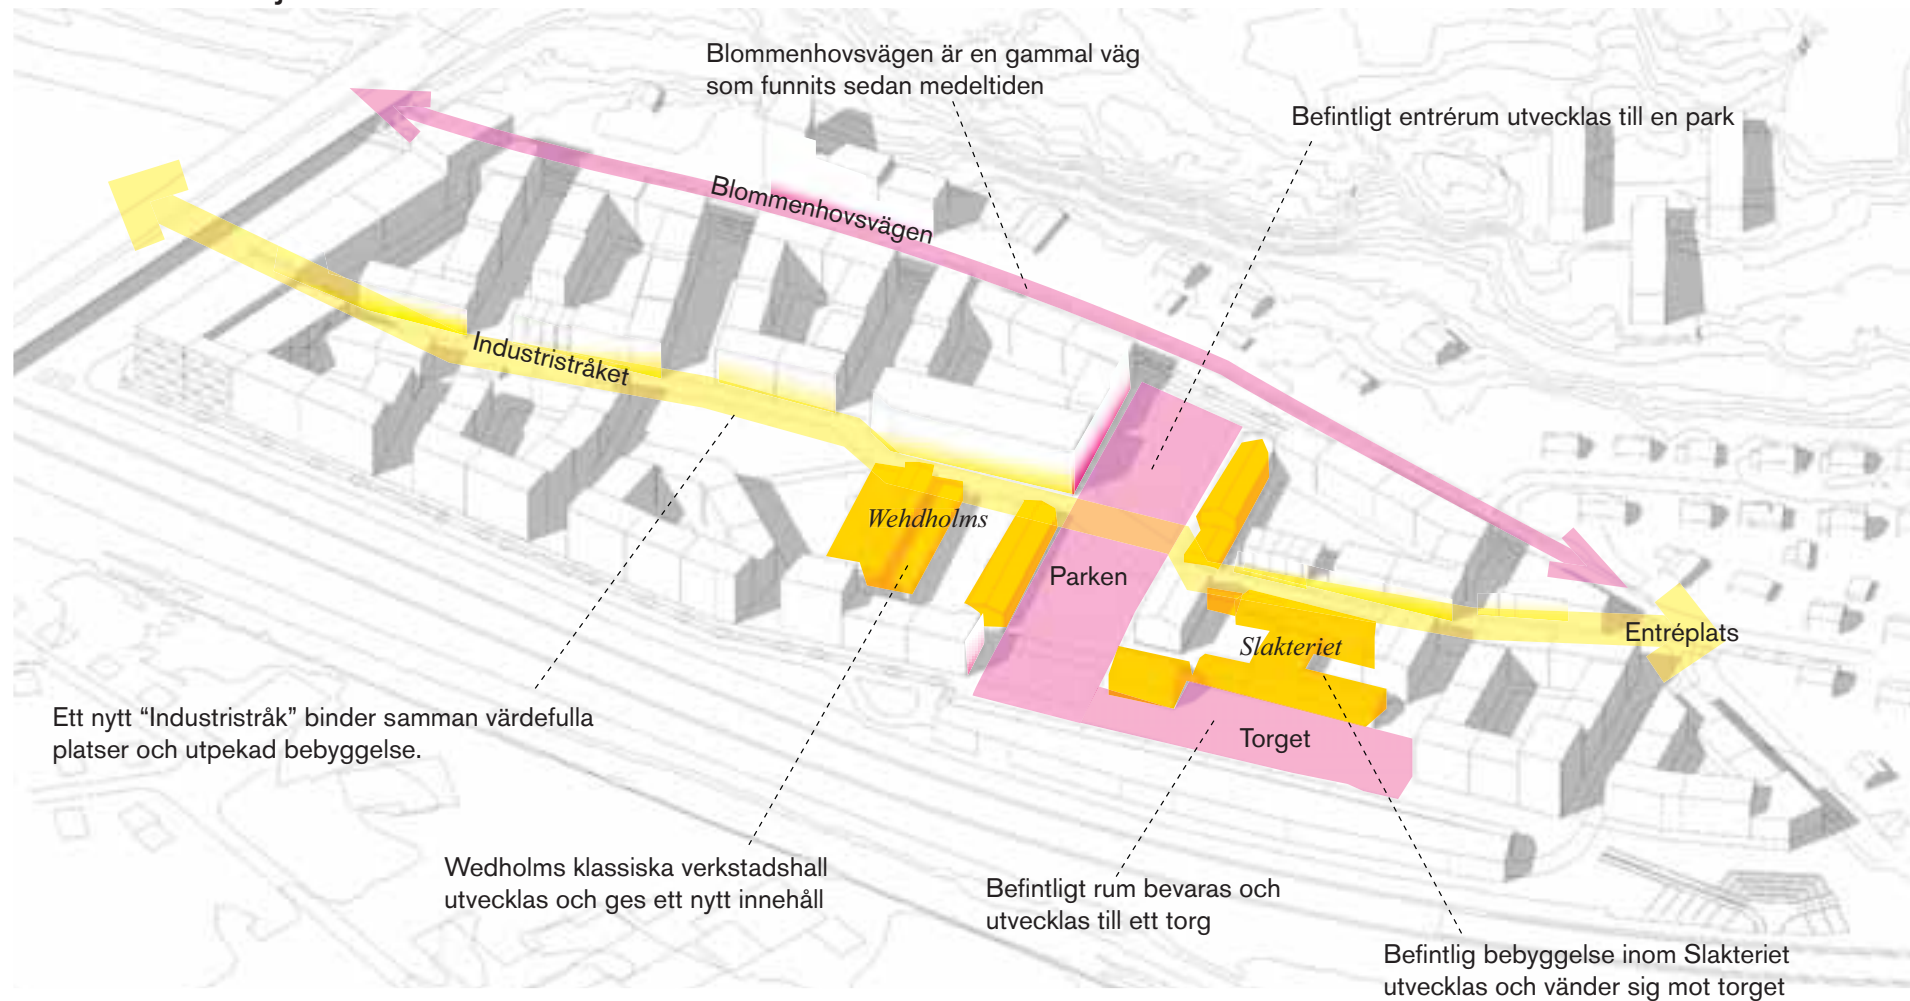 Blommenhovsvägen är en gammal väg
som funnits sedan medeltiden
Befintligt entrérum utvecklas till en park
Blommenhovsvägen
Industristråket
Wehdholms
Parken
Slakteriet
Entréplats
Torget
Ett nytt “Industristråk” binder samman värdefulla
platser och utpekad bebyggelse.
Wedholms klassiska verkstadshall
utvecklas och ges ett nytt innehåll
Befintligt rum bevaras och
utvecklas till ett torg
Befintlig bebyggelse inom Slakteriet
utvecklas och vänder sig mot torget